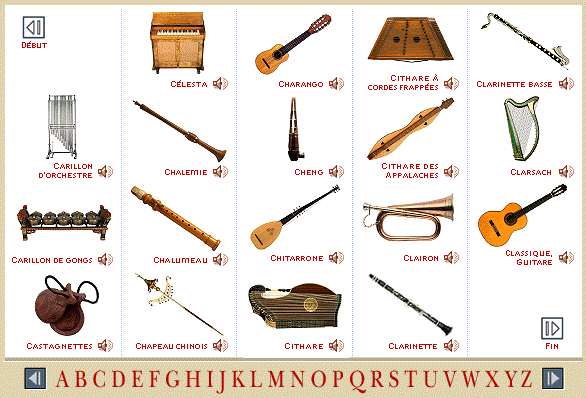 DÉBUT
CÉLESTA
CHARANGO
CITHARE À
CORDES FRAPPÉES
CLARINETTE BASSE
CARILLON
D'ORCHESTRE
CHALEMIE
CHENG
CITHARE DES
APPALACHES
CLARSACH
CARILLON DE GONGS
CHALUMEAU
CHITARRONE
CLAIRON
CLASSIQUE,
GUITARE
CASTAGNETTES
CHAPEAU CHINOIS
CITHARE
CLARINETTE
FIN
ABCDEFGHIJKLMNOPQRSTUVWXYZ